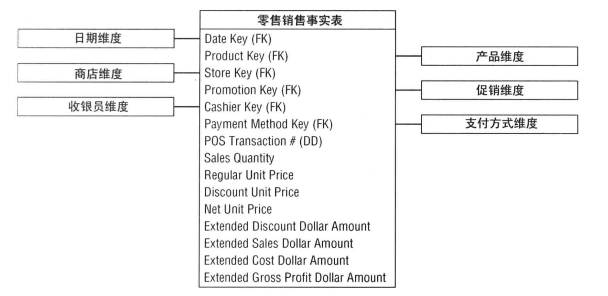 零售销售事实表
日期维度
商店维度
收银员维度
Date Key (FK)
Product Key (FK)
Store Key (FK)
Promotion Key (FK)
Cashier Key (FK)
Payment Method Key (FK)
POS Transaction # (DD)
Sales Quantity
Regular Unit Price
Discount Unit Price
Net Unit Price
Extended Discount Dollar Amount
Extended Sales Dollar Amount
Extended Cost Dollar Amount
Extended Gross Profit Dollar Amount
产品维度
促销维度
支付方式维度